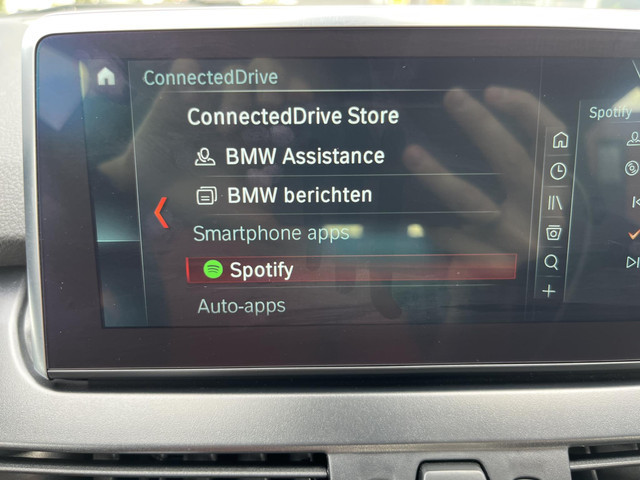 ConnectedDrive
ConnectedDrive Store
BMW Assistance
BMW berichten
Smartphone apps
Spotify
Auto-apps
Spotify